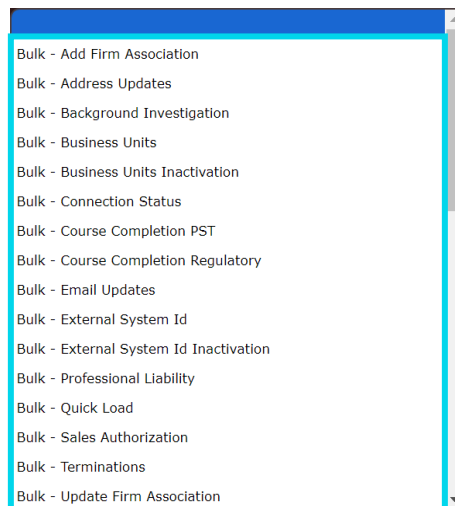 Bulk - Add Firm Association
Bulk - Address Updates
Bulk - Background Investigation
Bulk - Business Units
Bulk - Business Units Inactivation
Bulk - Connection Status
Bulk - Course Completion PST
Bulk - Course Completion Regulatory
Bulk - Email Updates
Bulk - External System Id
Bulk - External System Id Inactivation
Bulk - Professional Liability
Bulk - Quick Load
Bulk - Sales Authorization
Bulk - Terminations
Bulk - Update Firm Association